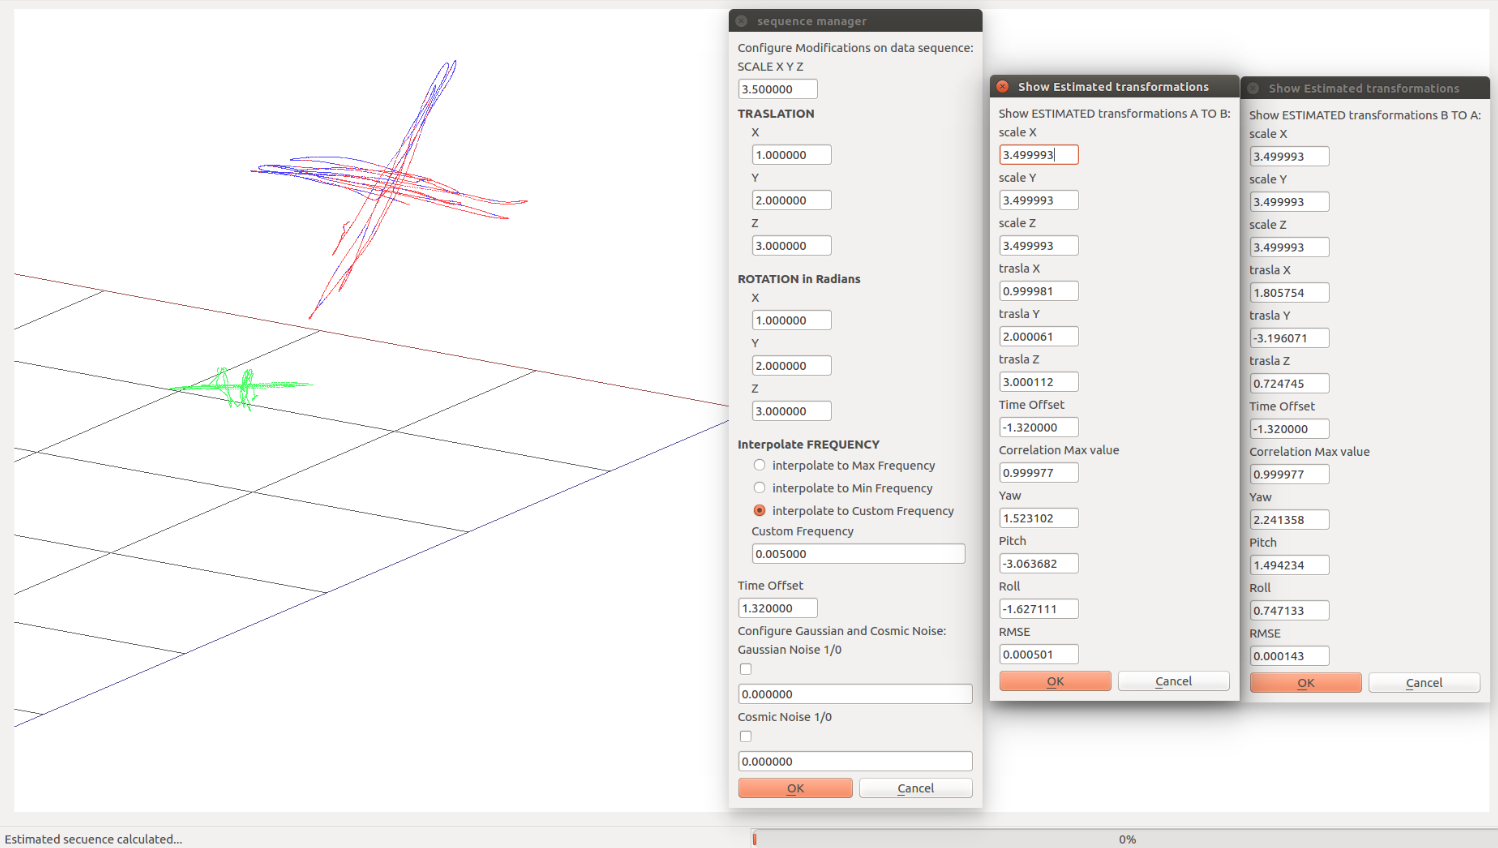 sequence manager
Configure Modifications on data sequence:
SCALE X Y Z
3.500000
TRASLATION
X
1.000000
Y
2.000000
Z
3.000000
ROTATION in Radians
X
1.000000
Y
2.000000
Z
3.000000
Interpolate FREQUENCY
interpolate to Max Frequency
interpolate to Min Frequency
interpolate to Custom Frequency
Custom Frequency
0.005000
Time Offset
1.320000
Configure Gaussian and Cosmic Noise:
Gaussian Noise 1/0
0.000000
Cosmic Noise 1/0
0.000000
OK Cancel
Show Estimated transformations
Show ESTIMATED transformations A TO B:
scale X
3.499993
scale Y
3.499993
scale Z
3.499993
trasla X
0.999981
trasla Y
2.000061
trasla Z
3.000112
Time Offset
-1.320000
Correlation Max value
0.999977
Yaw
1.523102
Pitch
-3.063682
Roll
-1.627111
RMSE
0.000501
OK Cancel
Show Estimated transformations
Show ESTIMATED transformations B TO A:
scale X
3.499993
scale Y
3.499993
scale Z
3.499993
trasla X
1.805754
trasla Y
-3.196071
trasla Z
0.724745
Time Offset
-1.320000
Correlation Max value
0.999977
Yaw
2.241358
Pitch
1.494234
Roll
0.747133
RMSE
0.000143
OK Cancel
Estimated secuence calculated...
0%